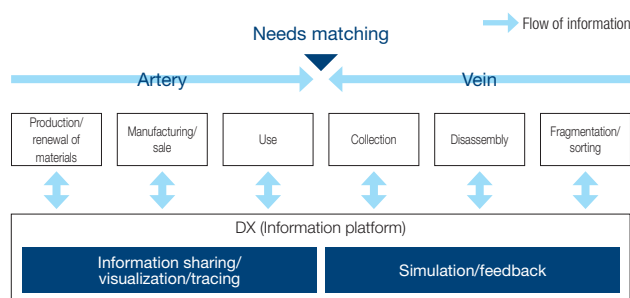 Flow of information
Needs matching
Artery
Vein
Production/
renewal of
materials
Manufacturing/
sale
Use
Collection
Disassembly
Fragmentation/
sorting
DX (Information platform)
Information sharing/
visualization/tracing
Simulation/feedback